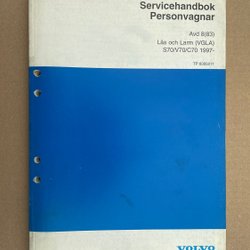 Servicehandbok
Personvagnar
Avd 8(83)
Lås och Larm (VGLA)
S70/V70/C70 1997-
VOLVO